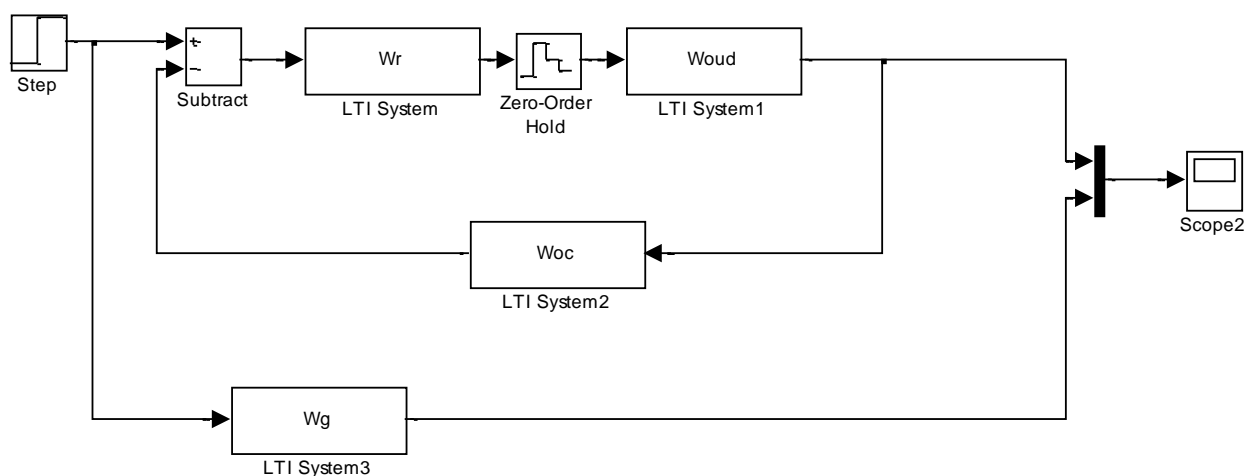 Step
+
−
Subtract
Wr
LTI System
Zero-Order
Hold
Woud
LTI System1
Woc
LTI System2
Wg
LTI System3
Scope2